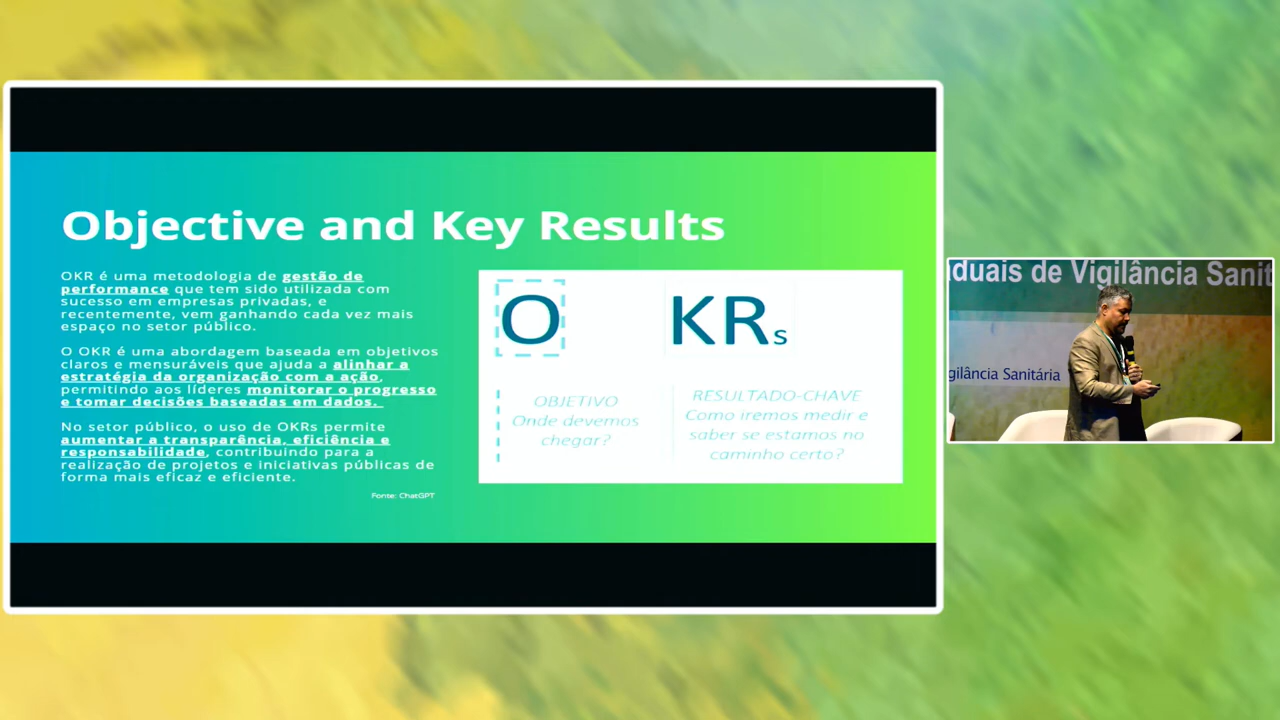 Objective and Key Results
OKR é uma metodologia de gestão de
performance que tem sido utilizada com
sucesso em empresas privadas, e
recentemente, vem ganhando cada vez mais
espaço no setor público.
O OKR é uma abordagem baseada em objetivos
claros e mensuráveis que ajuda a alinhar a
estratégia da organização com a ação,
permitindo aos líderes monitorar o progresso
e tomar decisões baseadas em dados.
No setor público, o uso de OKRs permite
aumentar a transparência, eficiência e
responsabilidade, contribuindo para a
realização de projetos e iniciativas públicas de
forma mais eficaz e eficiente.
Fonte: ChatGPT
O
KRs
OBJETIVO
Onde devemos
chegar?
RESULTADO-CHAVE
Como iremos medir e
saber se estamos no
caminho certo?
duais de Vigilância Sanit
gilância Sanitária